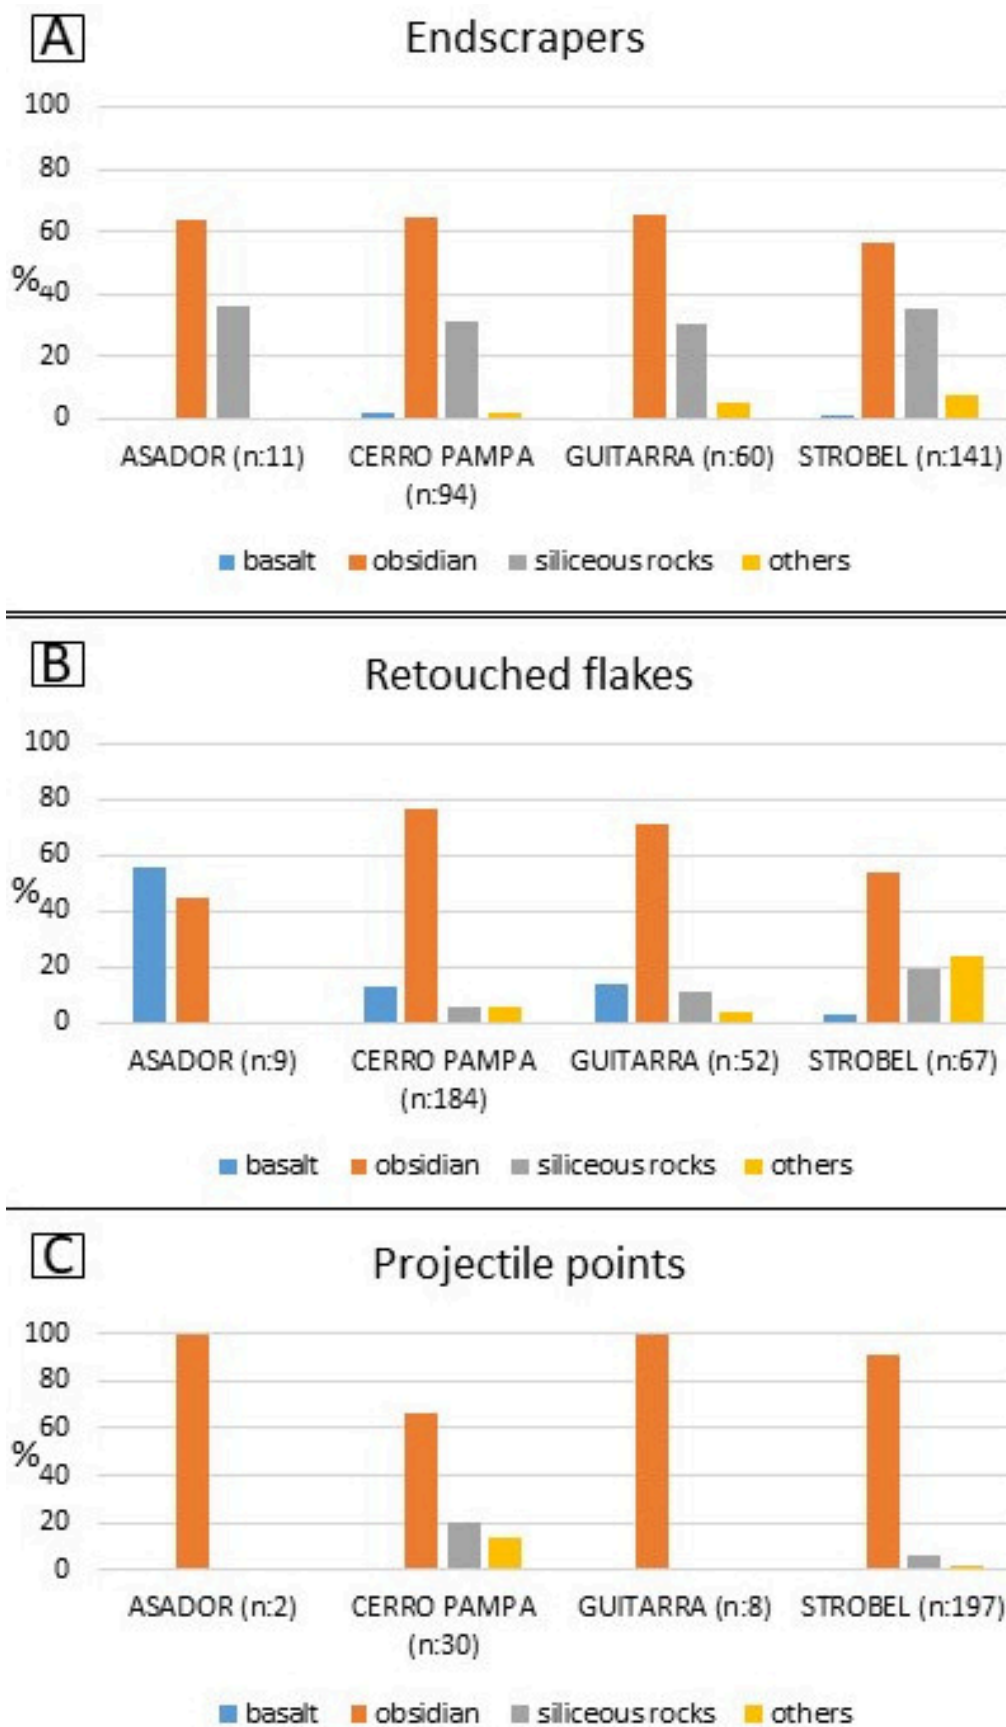 A
Endscrapers
100
80
60
%
40
20
0
ASADOR (n:11)
CERRO PAMPA
(n:94)
GUITARRA (n:60)
STROBEL (n:141)
basalt obsidian siliceous rocks others
B
Retouched flakes
100
80
60
%
40
20
0
ASADOR (n:9)
CERRO PAMPA
(n:184)
GUITARRA (n:52)
STROBEL (n:67)
basalt obsidian siliceous rocks others
C
Projectile points
100
80
60
%
40
20
0
ASADOR (n:2)
CERRO PAMPA
(n:30)
GUITARRA (n:8)
STROBEL (n:197)
basalt obsidian siliceous rocks others